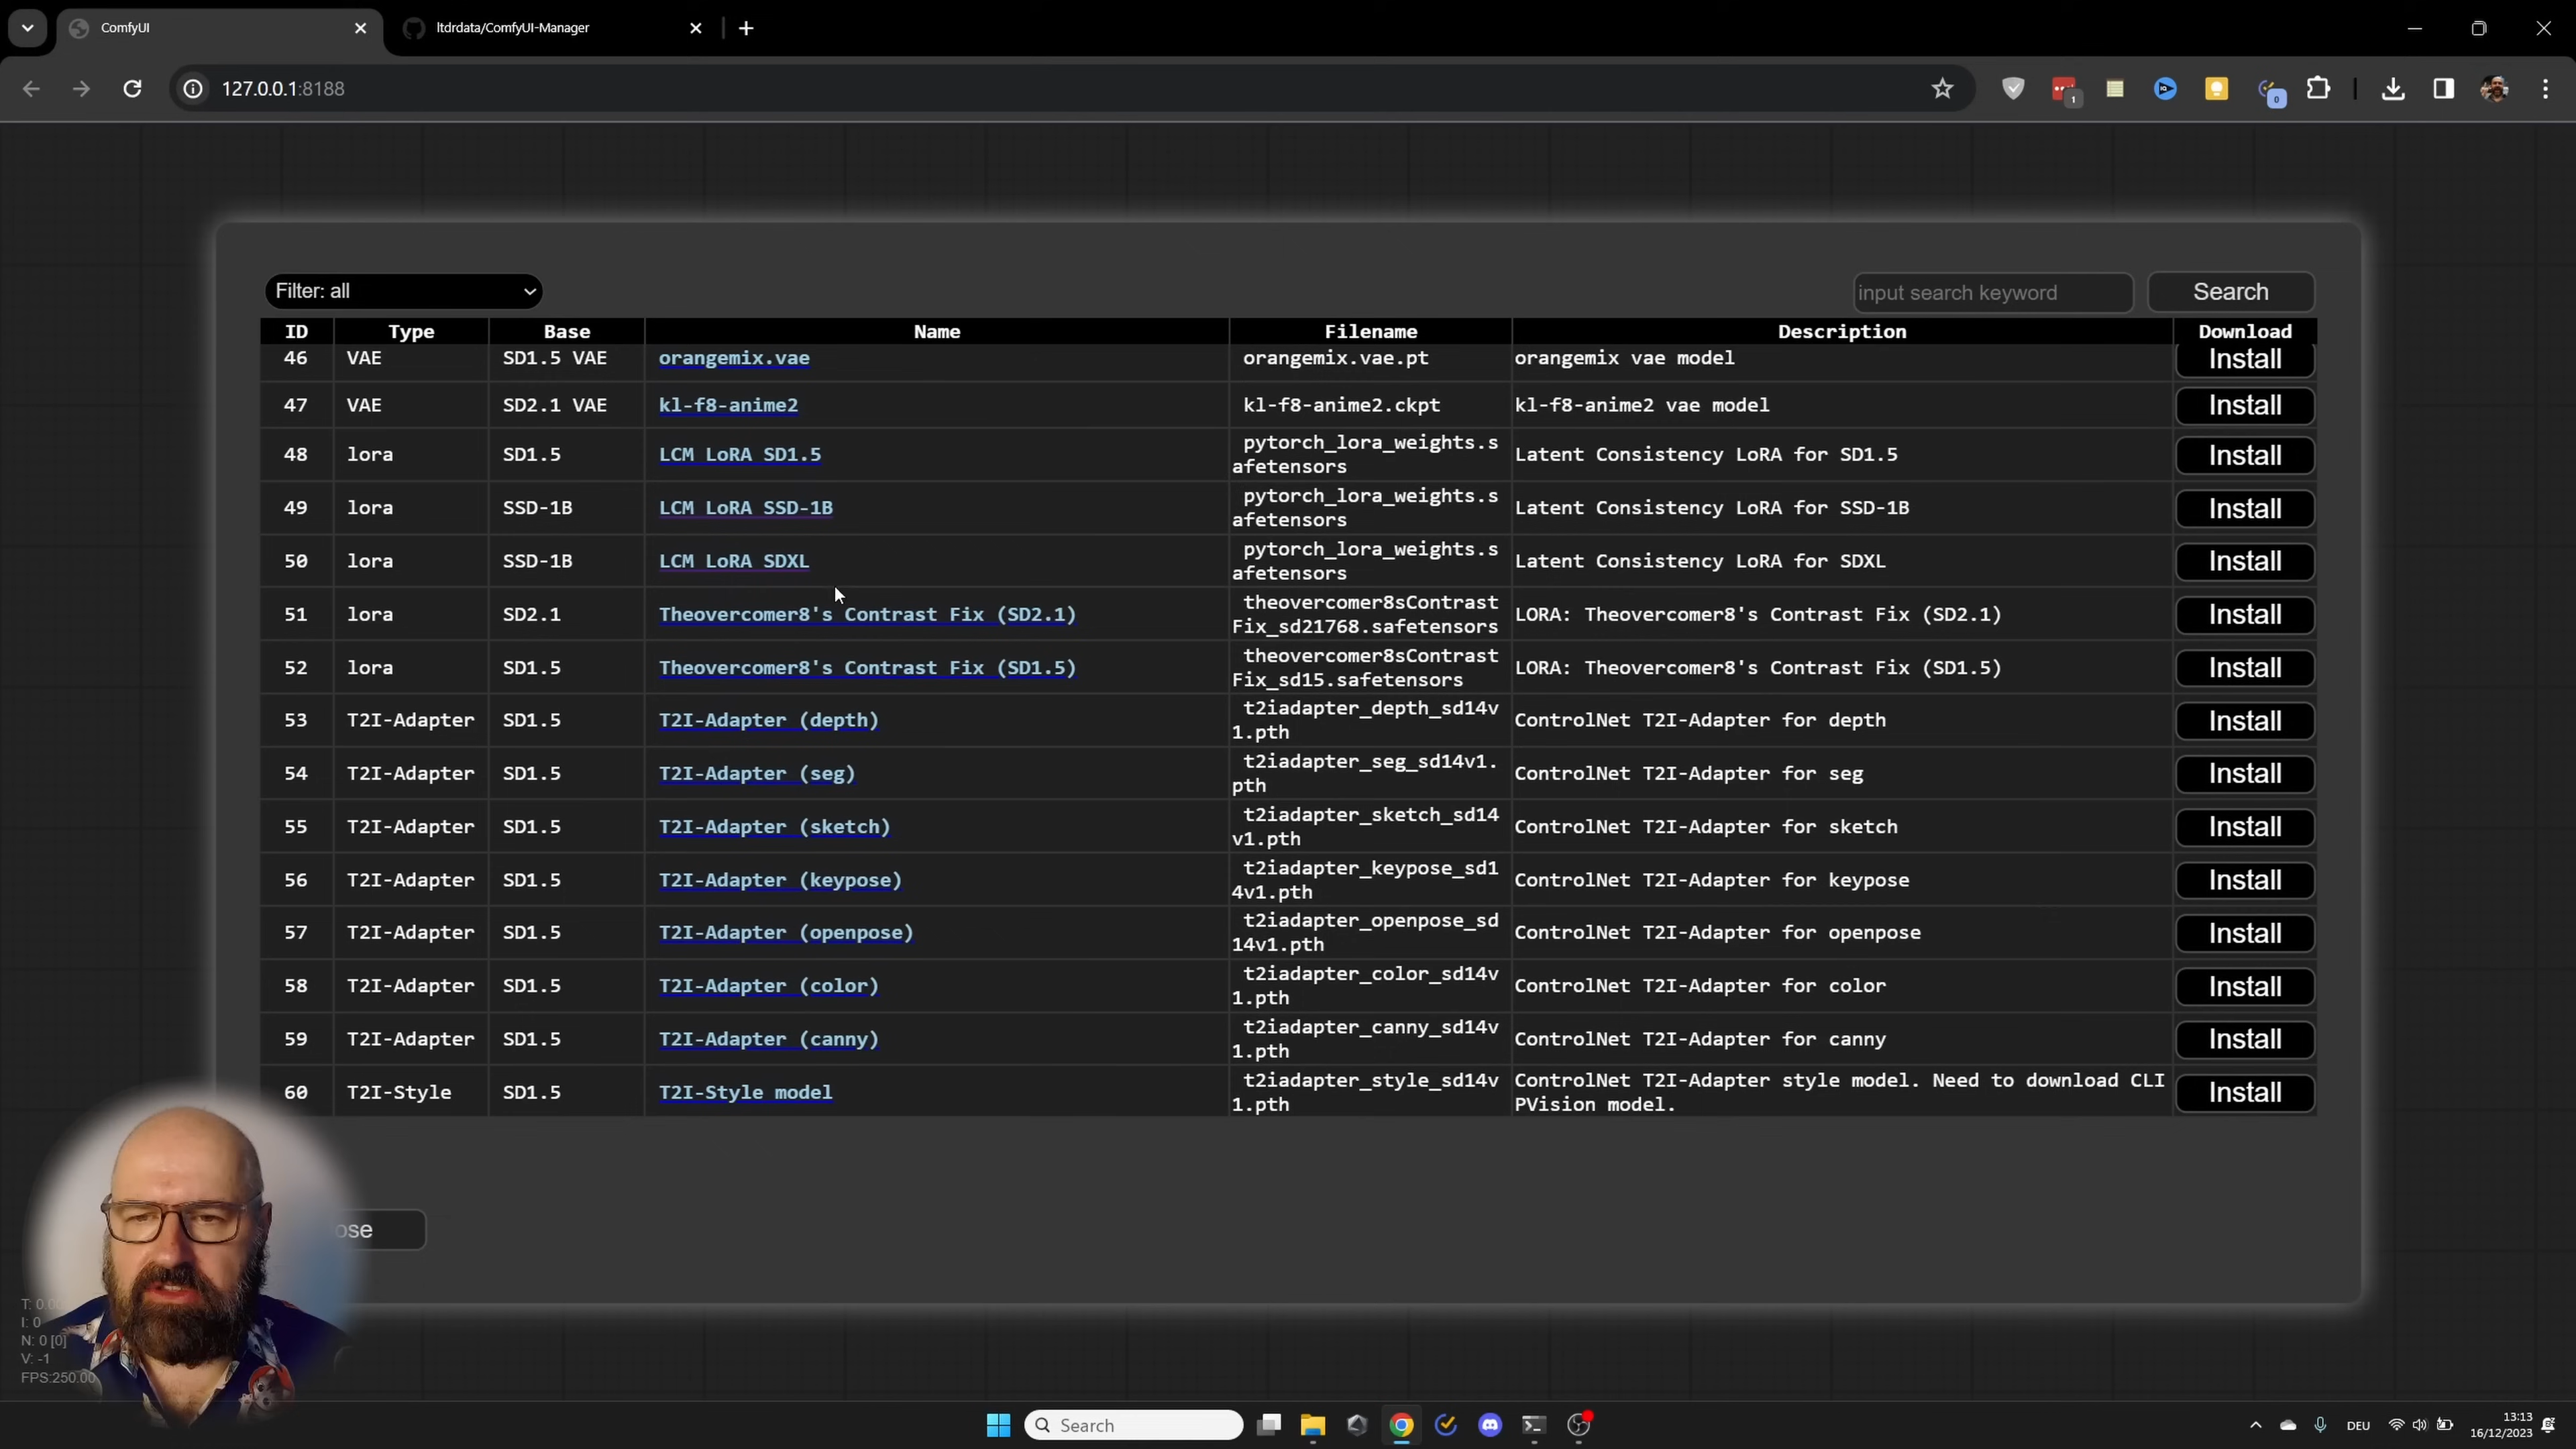 ComfyUI
ltdrdata/ComfyUI-Manager
127.0.0.1:8188
1
0
Filter: all
input search keyword
Search
ID Type Base Name Filename Description Download
46 VAE SD1.5 VAE orangemix.vae orangemix.vae.pt orangemix vae model Install
47 VAE SD2.1 VAE kl-f8-anime2 kl-f8-anime2.ckpt kl-f8-anime2 vae model Install
48 lora SD1.5 LCM LoRA SD1.5 pytorch_lora_weights.s Latent Consistency LoRA for SD1.5 Install
afetensors
49 lora SSD-1B LCM LoRA SSD-1B pytorch_lora_weights.s Latent Consistency LoRA for SSD-1B Install
afetensors
50 lora SSD-1B LCM LoRA SDXL pytorch_lora_weights.s Latent Consistency LoRA for SDXL Install
afetensors
51 lora SD2.1 Theovercomer8's Contrast Fix (SD2.1) theovercomer8sContrast LORA: Theovercomer8's Contrast Fix (SD2.1) Install
Fix_sd21768.safetensors
52 lora SD1.5 Theovercomer8's Contrast Fix (SD1.5) theovercomer8sContrast LORA: Theovercomer8's Contrast Fix (SD1.5) Install
Fix_sd15.safetensors
53 T2I-Adapter SD1.5 T2I-Adapter (depth) t2iadapter_depth_sd14v ControlNet T2I-Adapter for depth Install
1.pth
54 T2I-Adapter SD1.5 T2I-Adapter (seg) t2iadapter_seg_sd14v1. ControlNet T2I-Adapter for seg Install
pth
55 T2I-Adapter SD1.5 T2I-Adapter (sketch) t2iadapter_sketch_sd14 ControlNet T2I-Adapter for sketch Install
v1.pth
56 T2I-Adapter SD1.5 T2I-Adapter (keypose) t2iadapter_keypose_sd1 ControlNet T2I-Adapter for keypose Install
4v1.pth
57 T2I-Adapter SD1.5 T2I-Adapter (openpose) t2iadapter_openpose_sd ControlNet T2I-Adapter for openpose Install
14v1.pth
58 T2I-Adapter SD1.5 T2I-Adapter (color) t2iadapter_color_sd14v ControlNet T2I-Adapter for color Install
1.pth
59 T2I-Adapter SD1.5 T2I-Adapter (canny) t2iadapter_canny_sd14v ControlNet T2I-Adapter for canny Install
1.pth
60 T2I-Style SD1.5 T2I-Style model t2iadapter_style_sd14v ControlNet T2I-Adapter style model. Need to download CLI Install
1.pth PVision model.
ose
T: 0.0
I: 0
N: 0 [0]
V: -1
FPS:250.00
Search
DEU
13:13
16/12/2023